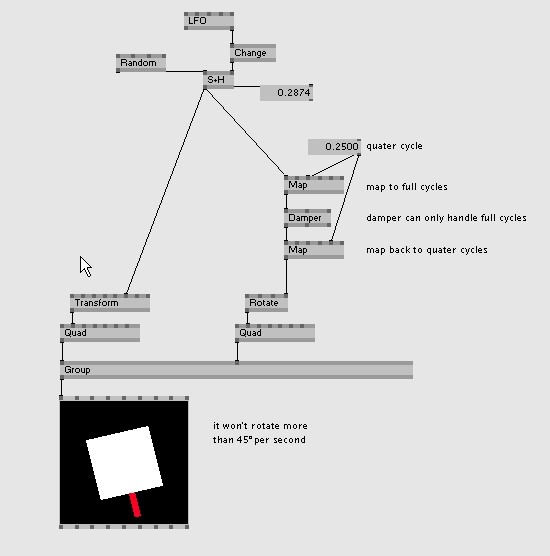 LFO
Change
Random
S+H
0.2874
0.2500 quater cycle
Map map to full cycles
Damper damper can only handle full cycles
Map map back to quater cycles
Transform Rotate
Quad Quad
Group
it won't rotate more
than 45° per second